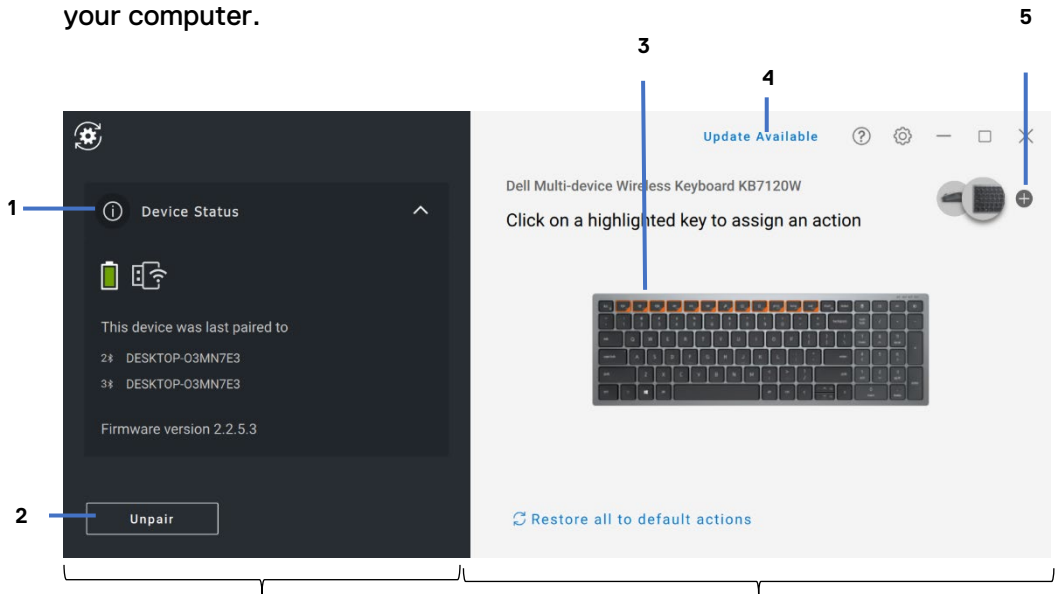 your computer.
5
3
4
Update Available
Dell Multi-device Wireless Keyboard KB7120W
1
Device Status
Click on a highlighted key to assign an action
This device was last paired to
2 DESKTOP-O3MN7E3
3 DESKTOP-O3MN7E3
Firmware version 2.2.5.3
2
Unpair
Restore all to default actions